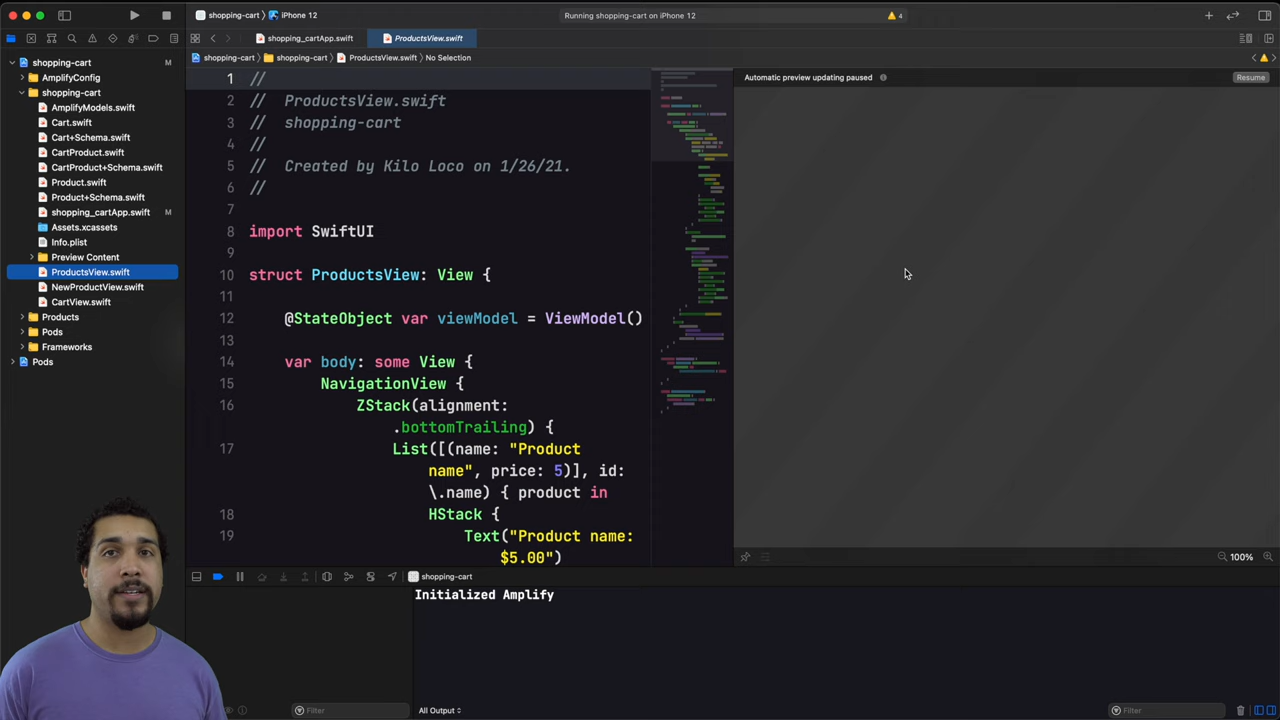 shopping-cart › iPhone 12
Running shopping-cart on iPhone 12
4
shopping_cartApp.swift
ProductsView.swift
shopping-cart › shopping-cart › ProductsView.swift › No Selection
shopping-cart M
AmplifyConfig
shopping-cart
AmplifyModels.swift
Cart.swift
Cart+Schema.swift
CartProduct.swift
CartProduct+Schema.swift
Product.swift
Product+Schema.swift
shopping_cartApp.swift M
Assets.xcassets
Info.plist
Preview Content
ProductsView.swift
NewProductView.swift
CartView.swift
Products
Pods
Frameworks
Pods
1 //
2 // ProductsView.swift
3 // shopping-cart
4 //
5 // Created by Kilo Loco on 1/26/21.
6 //
7
8 import SwiftUI
9
10 struct ProductsView: View {
11
12 @StateObject var viewModel = ViewModel()
13
14 var body: some View {
15 NavigationView {
16 ZStack(alignment:
.bottomTrailing) {
17 List([(name: "Product
name", price: 5)], id:
\.name) { product in
18 HStack {
19 Text("Product name:
$5.00")
Automatic preview updating paused
Resume
100%
shopping-cart
Initialized Amplify
Filter
All Output
Filter